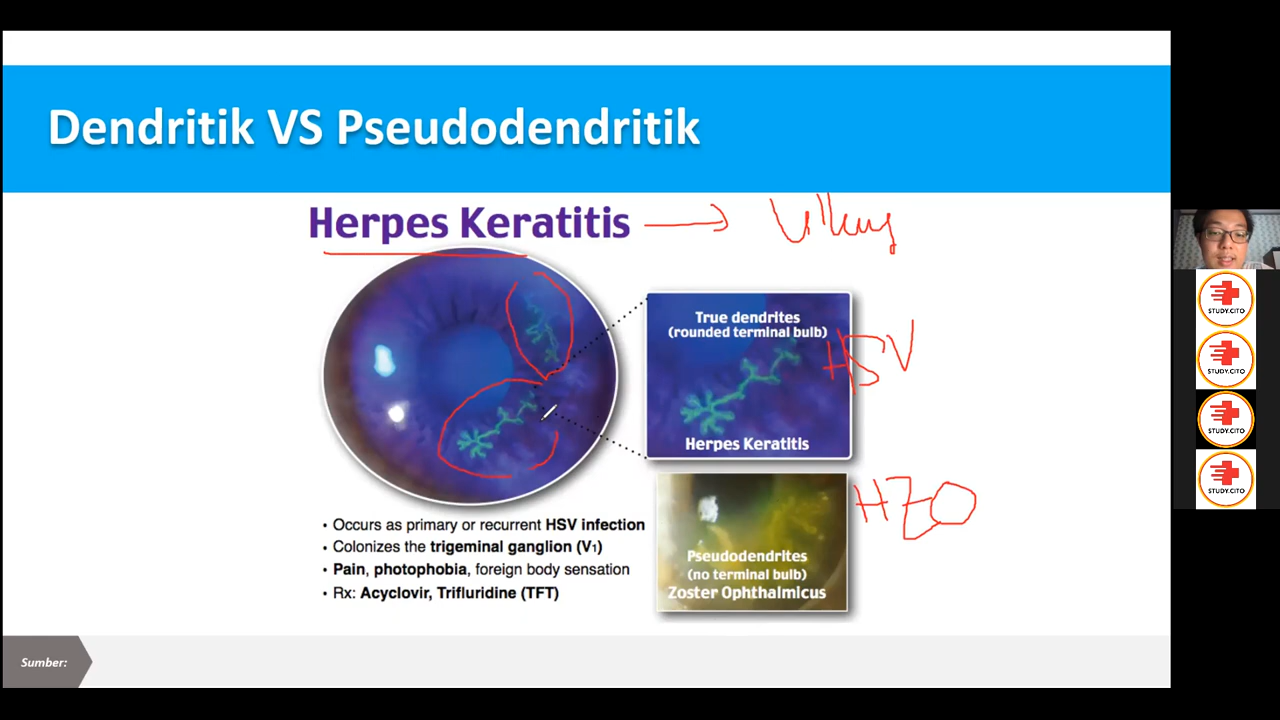 Dendritik VS Pseudodendritik
Herpes Keratitis
True dendrites
(rounded terminal bulb)
HSV
Herpes Keratitis
HZO
Pseudodendrites
(no terminal bulb)
Zoster Ophthalmicus
• Occurs as primary or recurrent HSV infection
• Colonizes the trigeminal ganglion (V1)
• Pain, photophobia, foreign body sensation
• Rx: Acyclovir, Trifluridine (TFT)
Sumber:
STUDY.CITO
STUDY.CITO
STUDY.CITO
STUDY.CITO